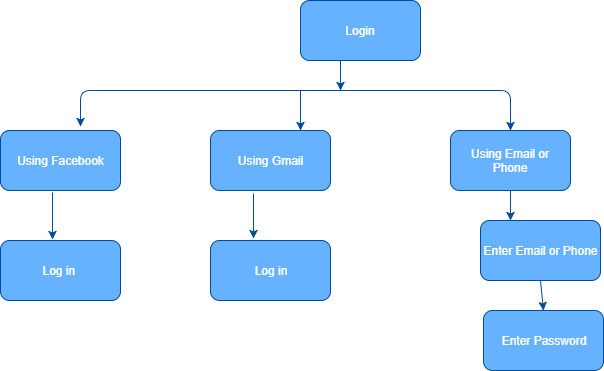 Login
Using Facebook
Using Gmail
Using Email or
Phone
Log in
Log in
Enter Email or Phone
Enter Password